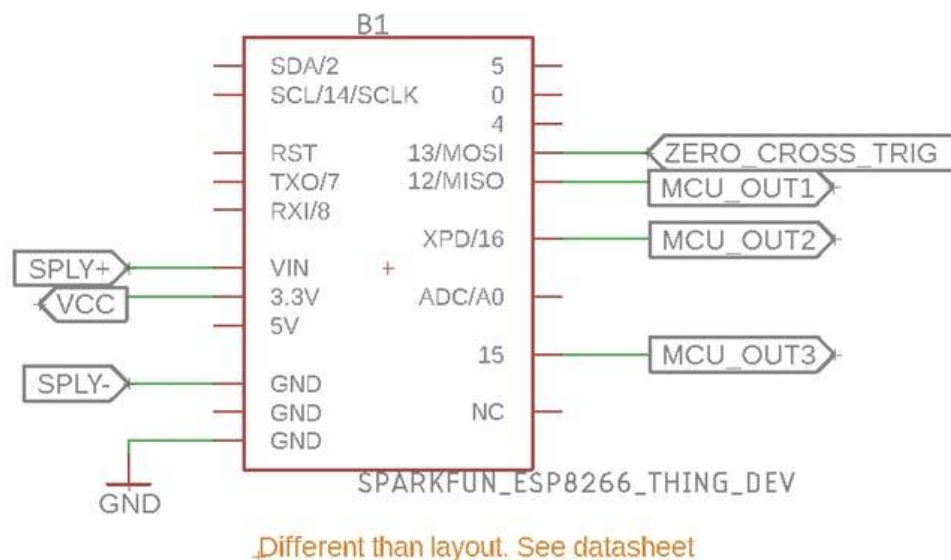 B1
SDA/2 5
SCL/14/SCLK 0
4
RST 13/MOSI ZERO_CROSS_TRIG
TXO/7 12/MISO MCU_OUT1
RXI/8
XPD/16 MCU_OUT2
SPLY+ VIN
VCC 3.3V ADC/A0
5V
15 MCU_OUT3
SPLY- GND
GND NC
GND
SPARKFUN_ESP8266_THING_DEV
GND
Different than layout. See datasheet